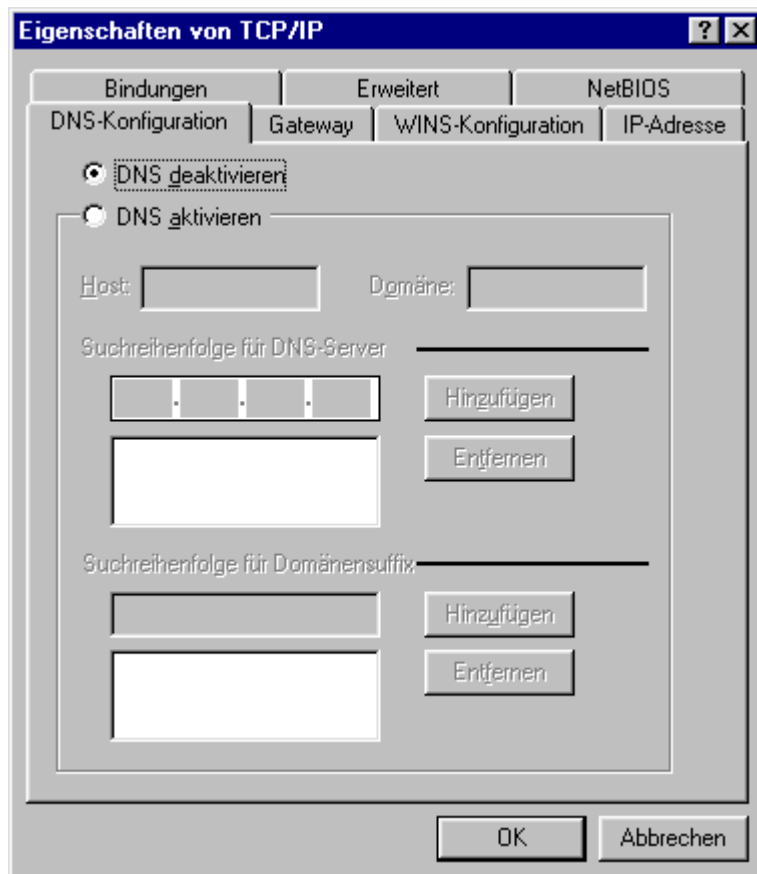 Eigenschaften von TCP/IP
Bindungen Erweitert NetBIOS
DNS-Konfiguration Gateway WINS-Konfiguration IP-Adresse
DNS deaktivieren
DNS aktivieren
Host: Domäne:
Suchreihenfolge für DNS-Server
Hinzufügen
Entfernen
Suchreihenfolge für Domänensuffix
Hinzufügen
Entfernen
OK Abbrechen